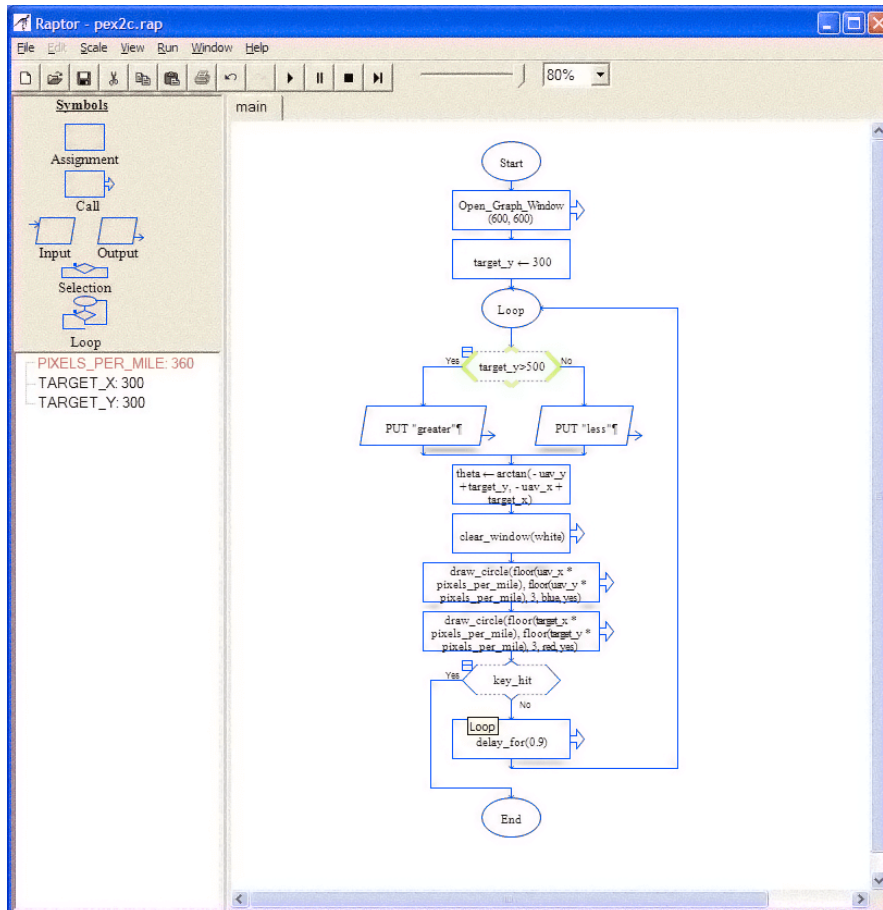 Raptor - pex2c.rap
File Edit Scale View Run Window Help
80%
Symbols
Assignment
Call
Input Output
Selection
Loop
PIXELS_PER_MILE: 360
TARGET_X: 300
TARGET_Y: 300
main
Start
Open_Graph_Window
(600, 600)
target_y ← 300
Loop
Yes
target_y>500
No
PUT "greater"¶
PUT "less"¶
theta ← arctan(- uav_y
+target_y, - uav_x +
target_x)
clear_window(white)
draw_circle(floor(uav_x *
pixels_per_mile), floor(uav_y *
pixels_per_mile), 3, blue, yes)
draw_circle(floor(target_x *
pixels_per_mile), floor(target_y *
pixels_per_mile), 3, red, yes)
Yes
key_hit
No
Loop
delay_for(0.9)
End